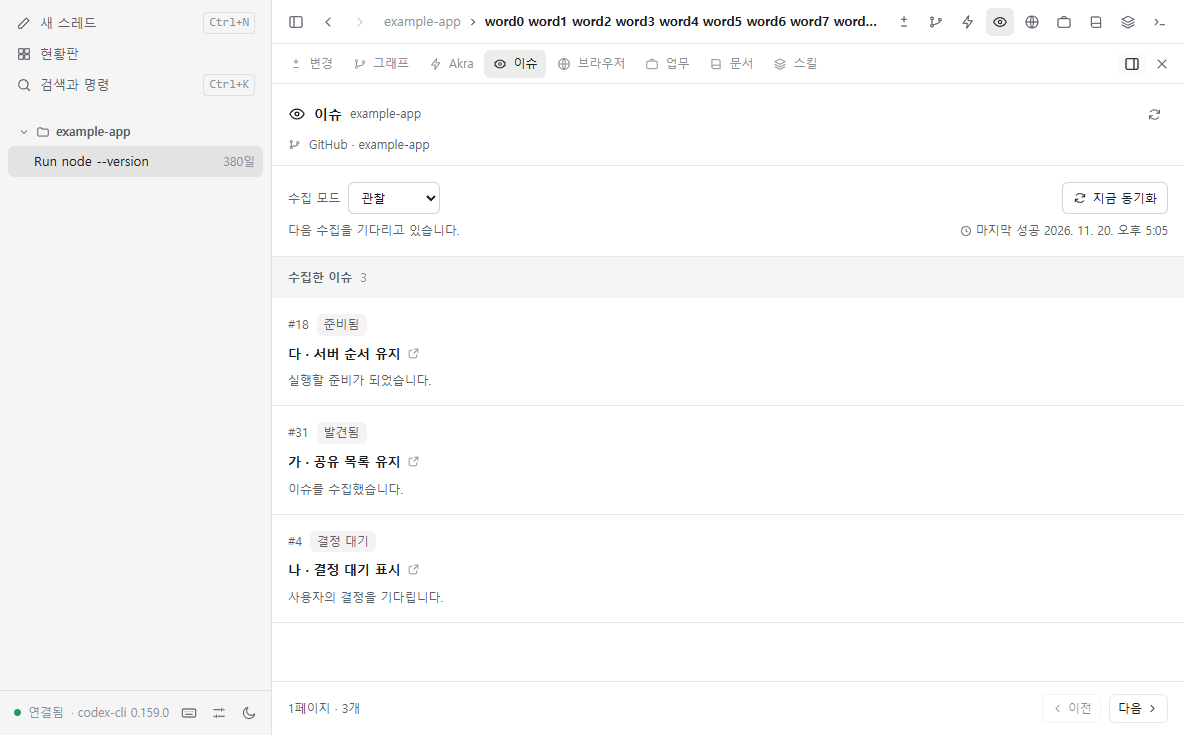 새 스레드 Ctrl+N
현황판
검색과 명령 Ctrl+K
example-app
Run node --version 380일
연결됨 · codex-cli 0.159.0
example-app > word0 word1 word2 word3 word4 word5 word6 word7 word...
변경 그래프 Akra 이슈 브라우저 업무 문서 스킬
이슈 example-app
GitHub · example-app
수집 모드 관찰 지금 동기화
다음 수집을 기다리고 있습니다. 마지막 성공 2026. 11. 20. 오후 5:05
수집한 이슈 3
#18 준비됨
다 · 서버 순서 유지
실행할 준비가 되었습니다.
#31 발견됨
가 · 공유 목록 유지
이슈를 수집했습니다.
#4 결정 대기
나 · 결정 대기 표시
사용자의 결정을 기다립니다.
1페이지 · 3개 이전 다음